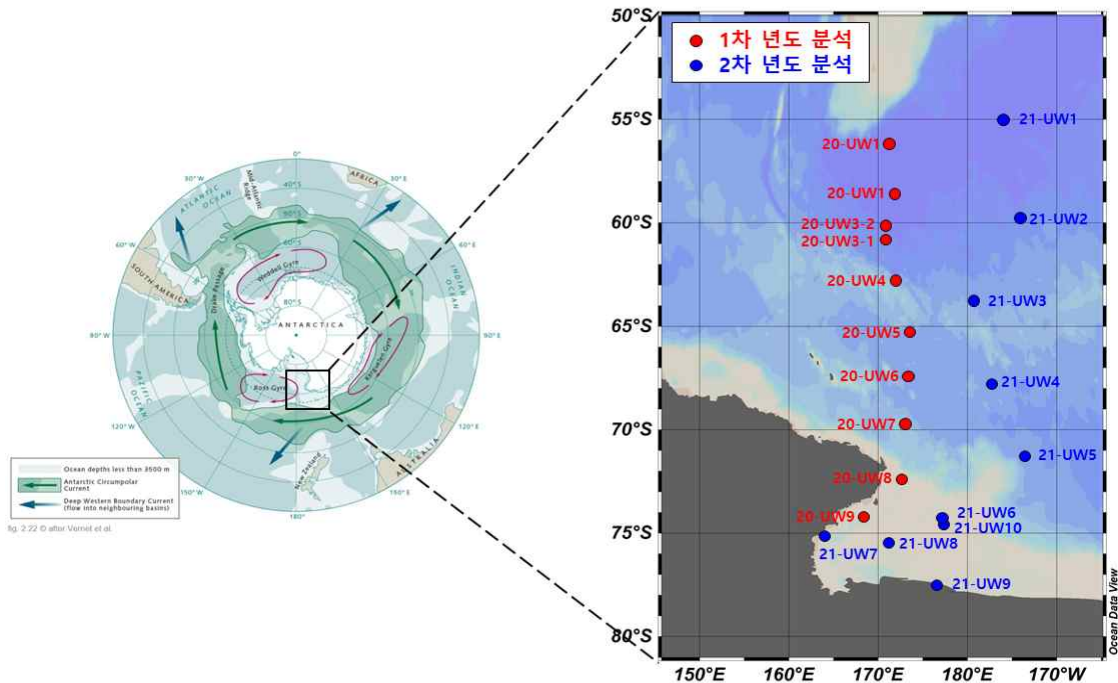 0°
30°W
30°E
ATLANTIC
OCEAN
Mid-Atlantic
Ridge
AFRICA
40°S
50°S
60°W
60°E
65°S
Weddell Gyre
SOUTH AMERICA
Drake Passage
75°S
80°S
INDIAN
OCEAN
ANTARCTICA
90°W
90°E
Kerguelen Gyre
PACIFIC
OCEAN
Ross Gyre
120°W
120°E
New Zealand
AUSTRALIA
150°E
180°
Ocean depths less than 3500 m
Antarctic Circumpolar
Current
Deep Western Boundary Current
(flow into neighbouring basins)
fig. 2.22 © after Vernet et al.
1차 년도 분석
2차 년도 분석
50°S
55°S
60°S
65°S
70°S
75°S
80°S
21-UW1
20-UW1
20-UW1
21-UW2
20-UW3-2
20-UW3-1
20-UW4
21-UW3
20-UW5
20-UW6
21-UW4
20-UW7
21-UW5
20-UW8
20-UW9
21-UW6
21-UW10
21-UW7
21-UW8
21-UW9
150°E
160°E
170°E
180°E
170°W
Ocean Data View